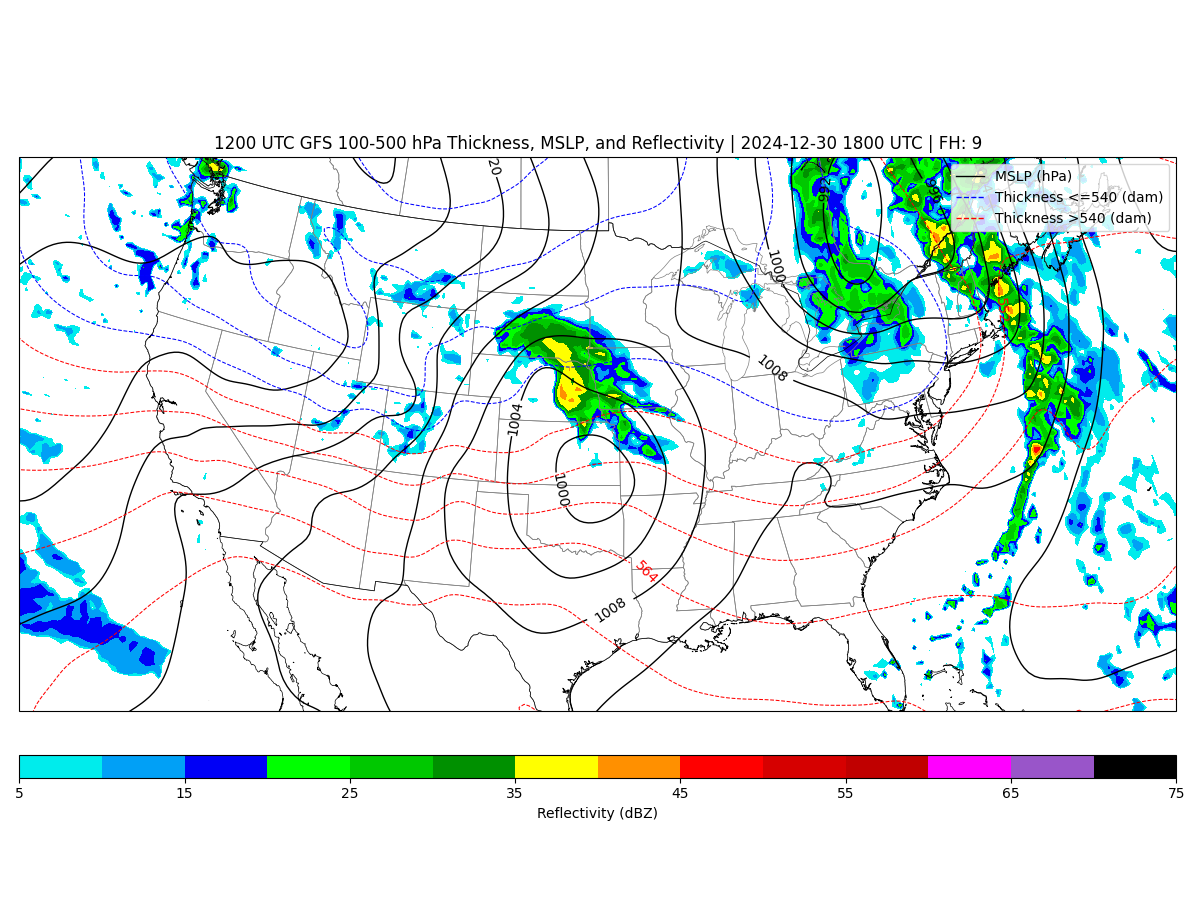 1200 UTC GFS 100-500 hPa Thickness, MSLP, and Reflectivity | 2024-12-30 1800 UTC | FH: 9
MSLP (hPa)
Thickness <=540 (dam)
Thickness >540 (dam)
1000
1008
1004
1000
564
1008
5 15 25 35 45 55 65 75
Reflectivity (dBZ)